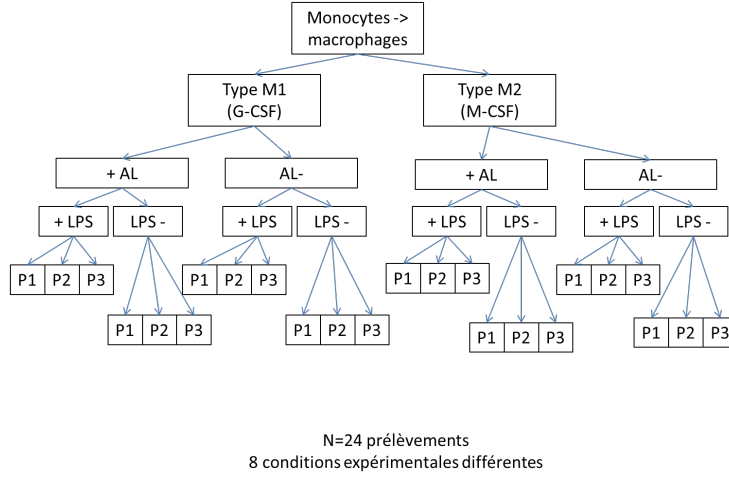 Monocytes ->
macrophages
Type M1
(G-CSF)
Type M2
(M-CSF)
+ AL
AL-
+ AL
AL-
+ LPS
LPS -
+ LPS
LPS -
+ LPS
LPS -
+ LPS
LPS -
P1 P2 P3
P1 P2 P3
P1 P2 P3
P1 P2 P3
P1 P2 P3
P1 P2 P3
P1 P2 P3
P1 P2 P3
N=24 prélèvements
8 conditions expérimentales différentes